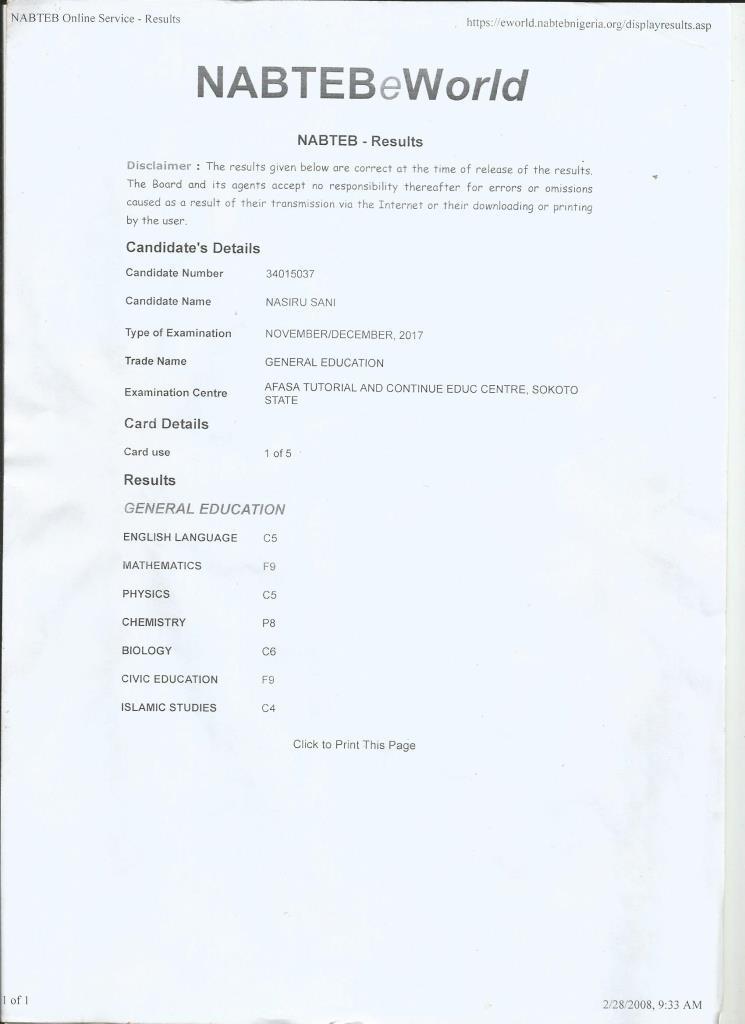 NABTEB Online Service - Results
https://eworld.nabtebnigeria.org/displayresults.asp
NABTEBeWorld
NABTEB - Results
Disclaimer : The results given below are correct at the time of release of the results.
The Board and its agents accept no responsibility thereafter for errors or omissions
caused as a result of their transmission via the Internet or their downloading or printing
by the user.
Candidate's Details
Candidate Number 34015037
Candidate Name NASIRU SANI
Type of Examination NOVEMBER/DECEMBER, 2017
Trade Name GENERAL EDUCATION
Examination Centre AFASA TUTORIAL AND CONTINUE EDUC CENTRE, SOKOTO
STATE
Card Details
Card use 1 of 5
Results
GENERAL EDUCATION
ENGLISH LANGUAGE C5
MATHEMATICS F9
PHYSICS C5
CHEMISTRY P8
BIOLOGY C6
CIVIC EDUCATION F9
ISLAMIC STUDIES C4
Click to Print This Page
1 of 1
2/28/2008, 9:33 AM